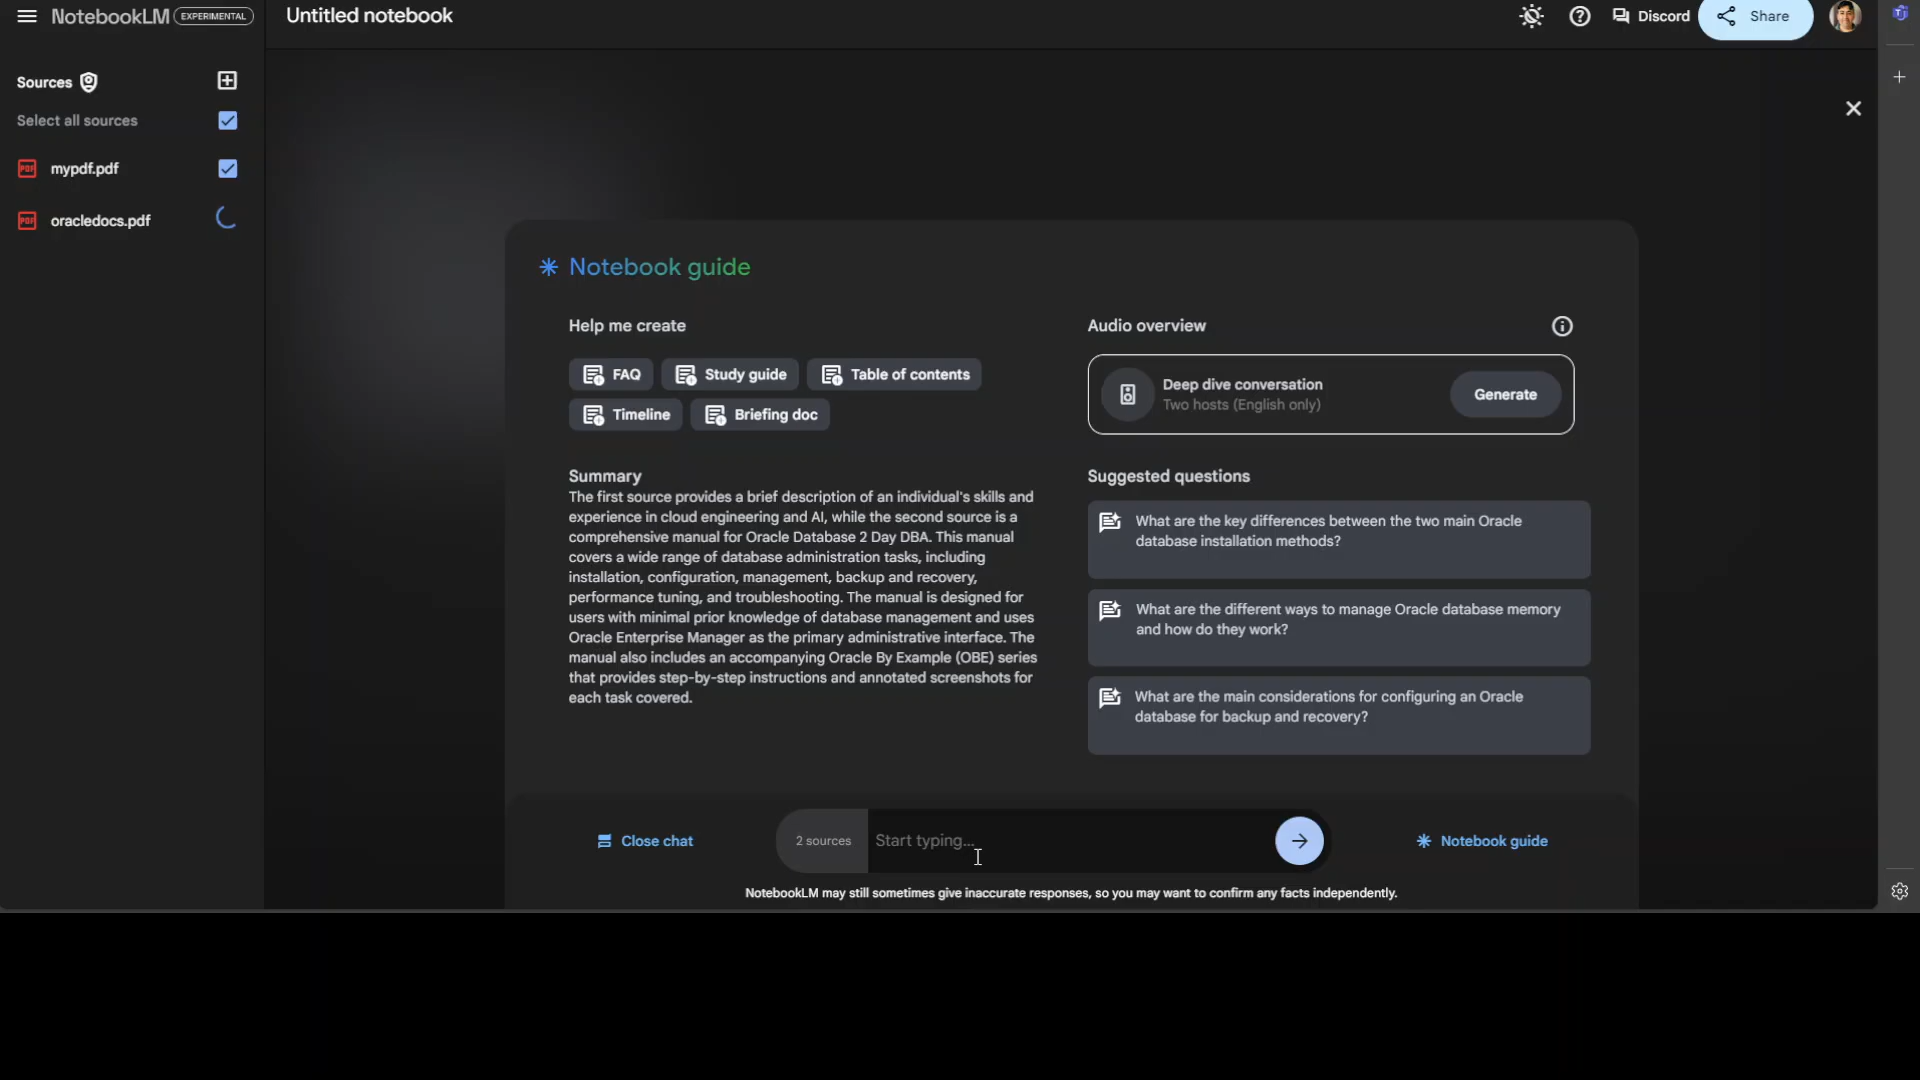 NotebookLM EXPERIMENTAL
Untitled notebook
Discord
Share
Sources
Select all sources
mypdf.pdf
oracledocs.pdf
Notebook guide
Help me create
FAQ
Study guide
Table of contents
Timeline
Briefing doc
Audio overview
Deep dive conversation
Two hosts (English only)
Generate
Summary
The first source provides a brief description of an individual's skills and
experience in cloud engineering and AI, while the second source is a
comprehensive manual for Oracle Database 2 Day DBA. This manual
covers a wide range of database administration tasks, including
installation, configuration, management, backup and recovery,
performance tuning, and troubleshooting. The manual is designed for
users with minimal prior knowledge of database management and uses
Oracle Enterprise Manager as the primary administrative interface. The
manual also includes an accompanying Oracle By Example (OBE) series
that provides step-by-step instructions and annotated screenshots for
each task covered.
Suggested questions
What are the key differences between the two main Oracle
database installation methods?
What are the different ways to manage Oracle database memory
and how do they work?
What are the main considerations for configuring an Oracle
database for backup and recovery?
Close chat
2 sources
Start typing...
Notebook guide
NotebookLM may still sometimes give inaccurate responses, so you may want to confirm any facts independently.